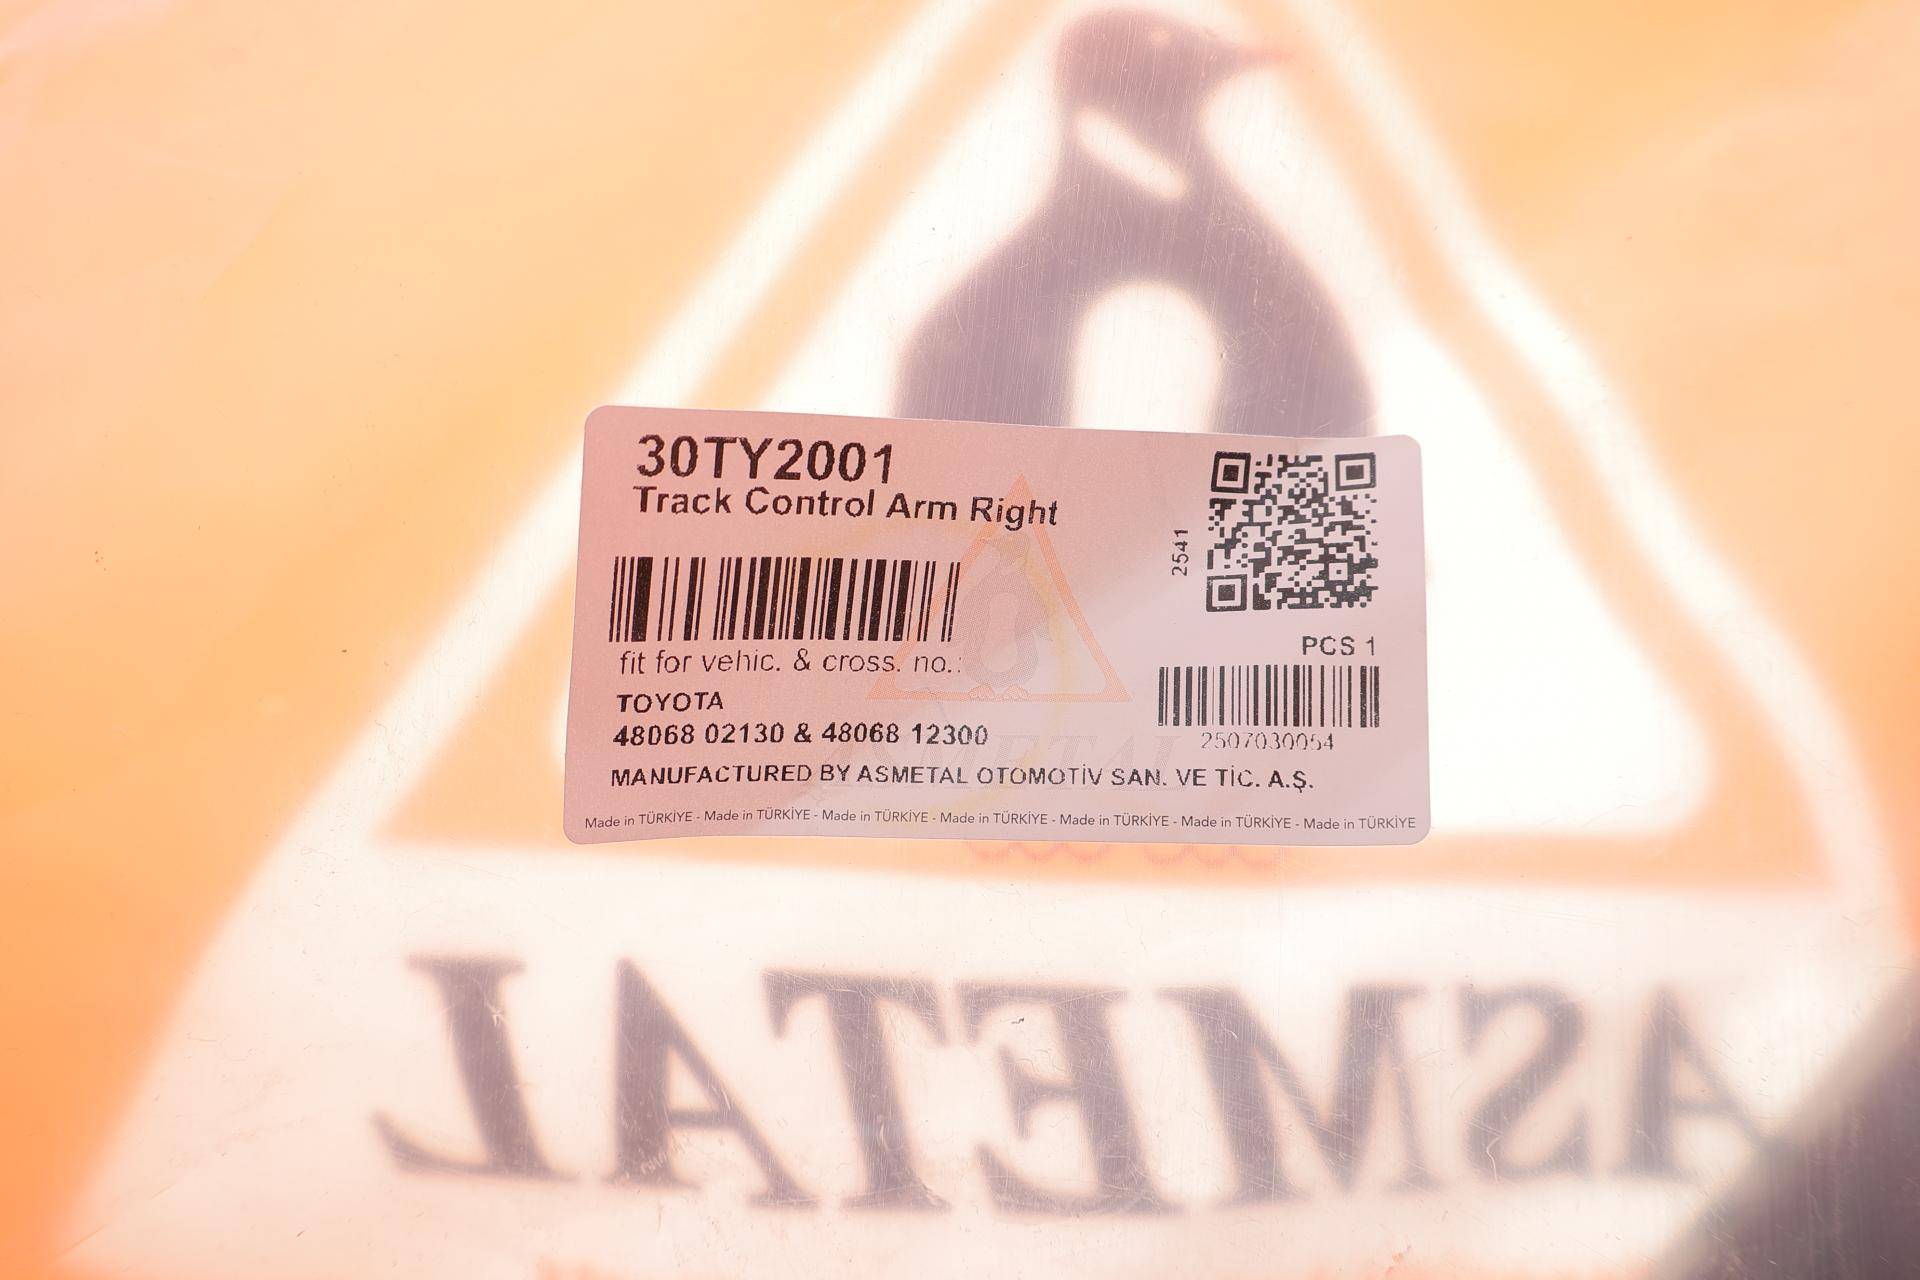 30TY2001
Track Control Arm Right
2541
fit for vehic. & cross. no.:
PCS 1
TOYOTA
48068 02130 & 48068 12300
2507030054
MANUFACTURED BY ASMETAL OTOMOTİV SAN. VE TİC. A.Ş.
Made in TÜRKİYE - Made in TÜRKİYE - Made in TÜRKİYE - Made in TÜRKİYE - Made in TÜRKİYE - Made in TÜRKİYE - Made in TÜRKİYE
ASMETAL